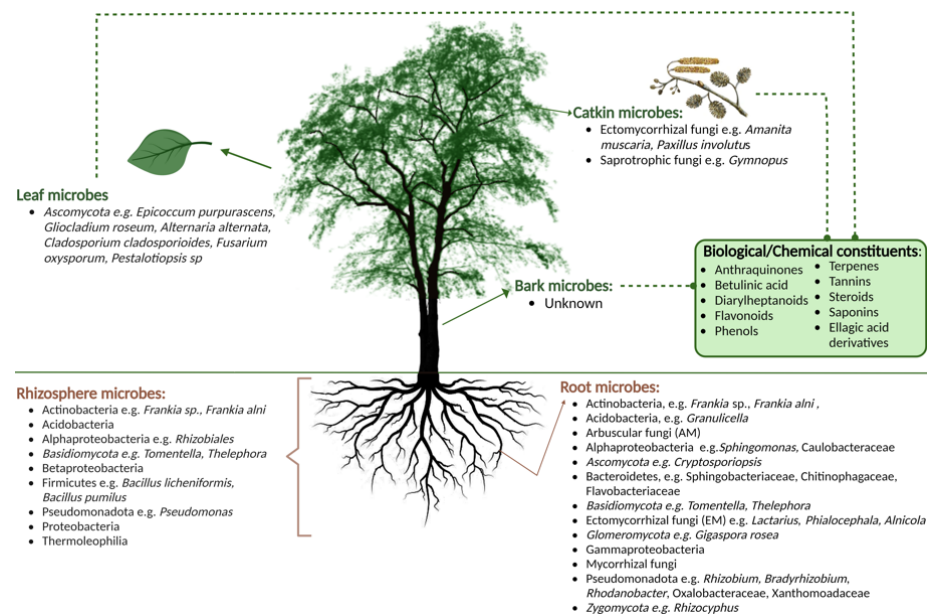 Catkin microbes:
• Ectomycorrhizal fungi e.g. Amanita
muscaria, Paxillus involutus
• Saprotrophic fungi e.g. Gymnopus
Leaf microbes
• Ascomycota e.g. Epicoccum purpurascens,
Gliocladium roseum, Alternaria alternata,
Cladosporium cladosporioides, Fusarium
oxysporum, Pestalotiopsis sp
Bark microbes:
• Unknown
Biological/Chemical constituents:
• Anthraquinones
• Betulinic acid
• Diarylheptanoids
• Flavonoids
• Phenols
• Terpenes
• Tannins
• Steroids
• Saponins
• Ellagic acid
derivatives
Rhizosphere microbes:
• Actinobacteria e.g. Frankia sp., Frankia alni
• Acidobacteria
• Alphaproteobacteria e.g. Rhizobiales
• Basidiomycota e.g. Tomentella, Thelephora
• Betaproteobacteria
• Firmicutes e.g. Bacillus licheniformis,
Bacillus pumilus
• Pseudomonadota e.g. Pseudomonas
• Proteobacteria
• Thermoleophilia
Root microbes:
• Actinobacteria, e.g. Frankia sp., Frankia alni ,
• Acidobacteria, e.g. Granulicella
• Arbuscular fungi (AM)
• Alphaproteobacteria e.g.Sphingomonas, Caulobacteraceae
• Ascomycota e.g. Cryptosporiopsis
• Bacteroidetes, e.g. Sphingobacteriaceae, Chitinophagaceae,
Flavobacteriaceae
• Basidiomycota e.g. Tomentella, Thelephora
• Ectomycorrhizal fungi (EM) e.g. Lactarius, Phialocephala, Alnicola
• Glomeromycota e.g. Gigaspora rosea
• Gammaproteobacteria
• Mycorrhizal fungi
• Pseudomonadota e.g. Rhizobium, Bradyrhizobium,
Rhodanobacter, Oxalobacteraceae, Xanthomoadaceae
• Zygomycota e.g. Rhizocyphus